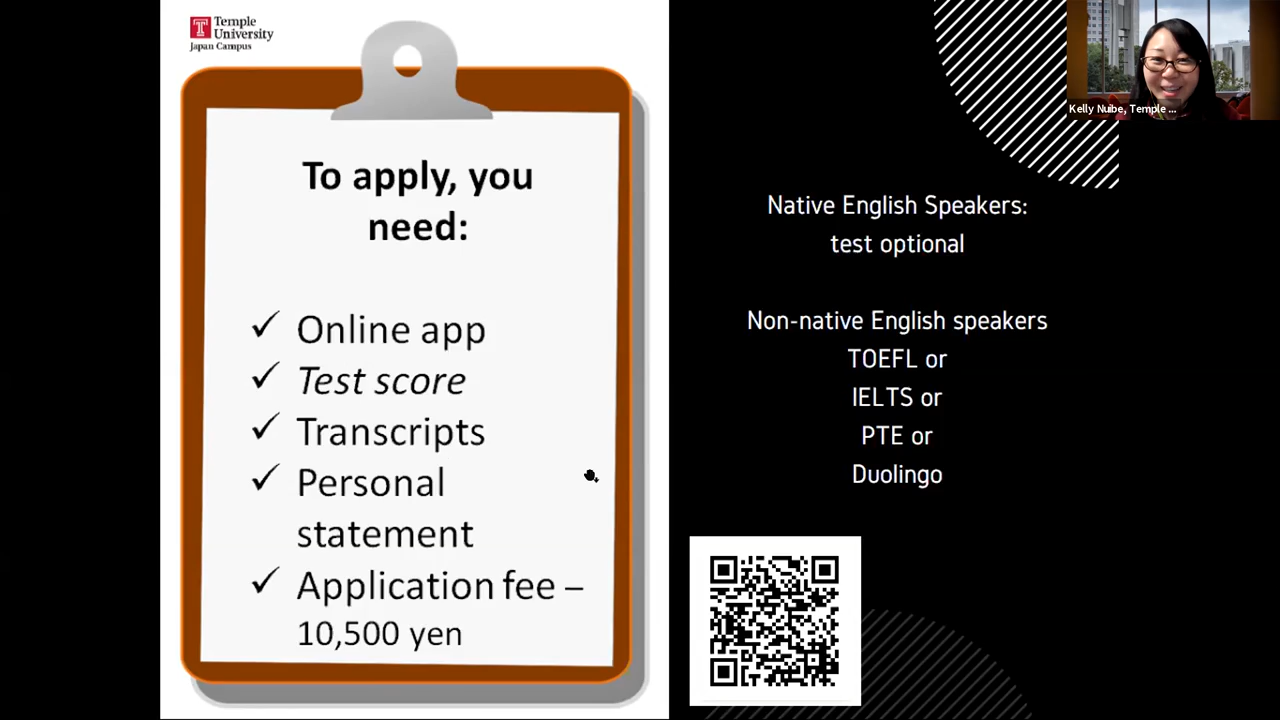 Temple
University
Japan Campus
To apply, you
need:
✓ Online app
✓ Test score
✓ Transcripts
✓ Personal
statement
✓ Application fee –
10,500 yen
Kelly Nuibe, Temple ...
Native English Speakers:
test optional
Non-native English speakers
TOEFL or
IELTS or
PTE or
Duolingo